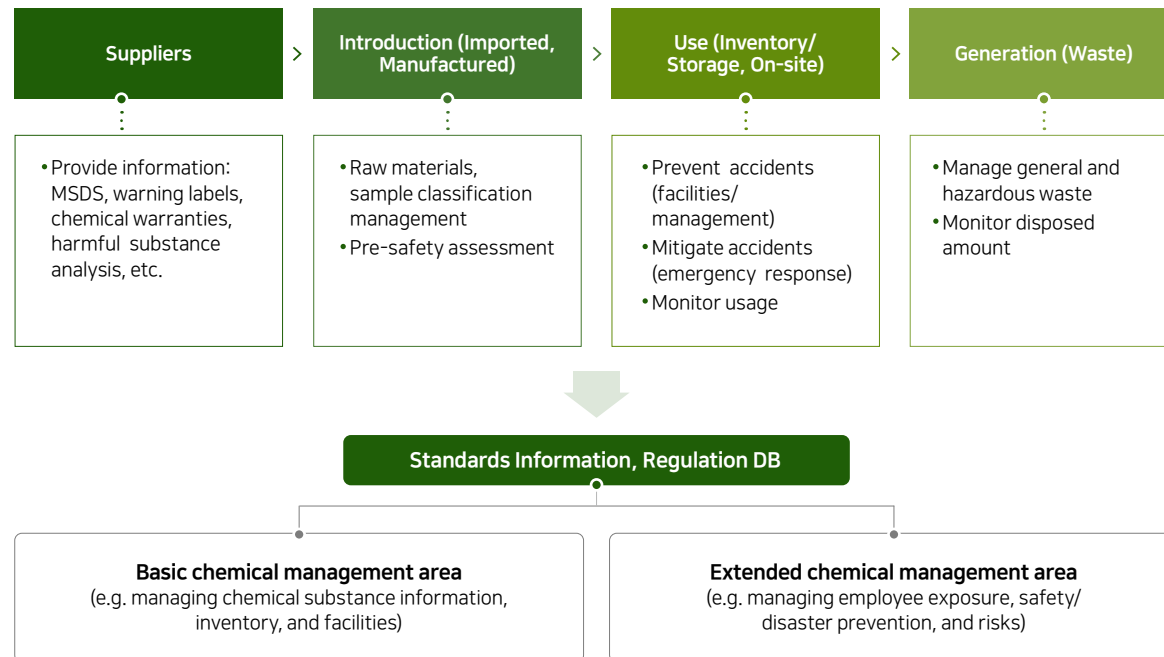 Suppliers
Introduction (Imported,
Manufactured)
Use (Inventory/
Storage, On-site)
Generation (Waste)
• Provide information:
MSDS, warning labels,
chemical warranties,
harmful substance
analysis, etc.
• Raw materials,
sample classification
management
• Pre-safety assessment
• Prevent accidents
(facilities/
management)
• Mitigate accidents
(emergency response)
• Monitor usage
• Manage general and
hazardous waste
• Monitor disposed
amount
Standards Information, Regulation DB
Basic chemical management area
(e.g. managing chemical substance information,
inventory, and facilities)
Extended chemical management area
(e.g. managing employee exposure, safety/
disaster prevention, and risks)